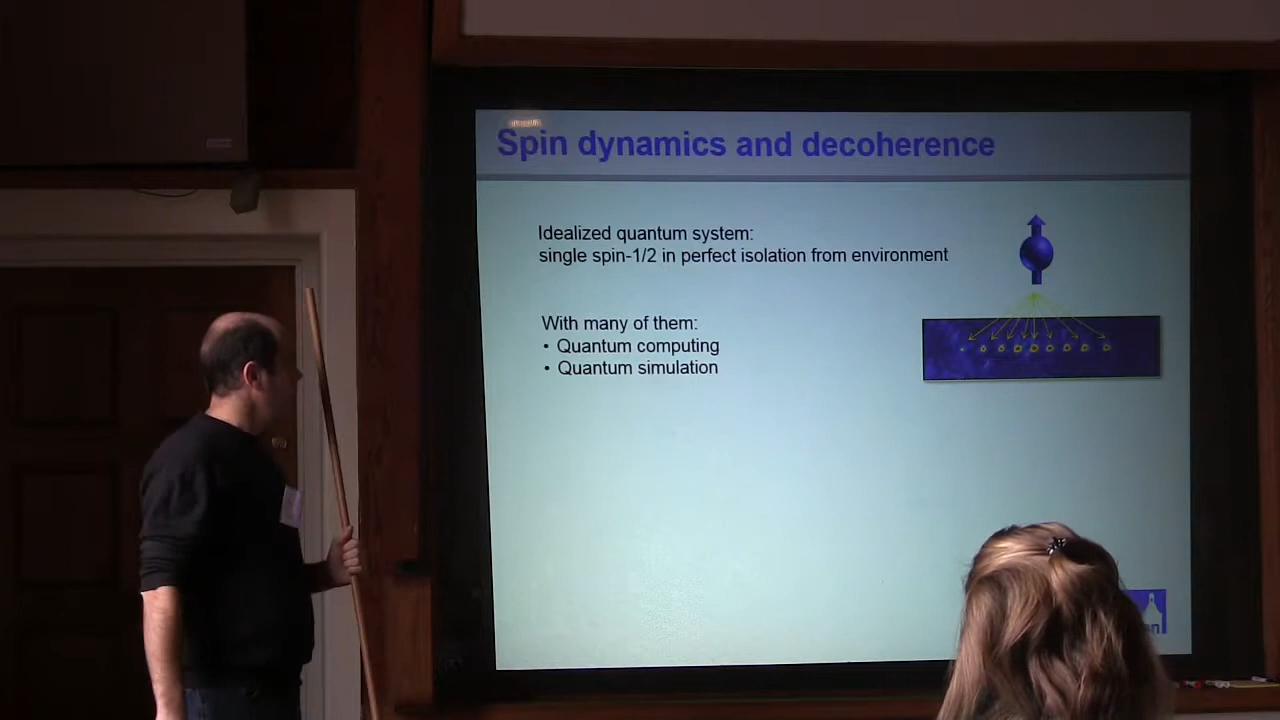 Spin dynamics and decoherence
Idealized quantum system:
single spin-1/2 in perfect isolation from environment
With many of them:
• Quantum computing
• Quantum simulation